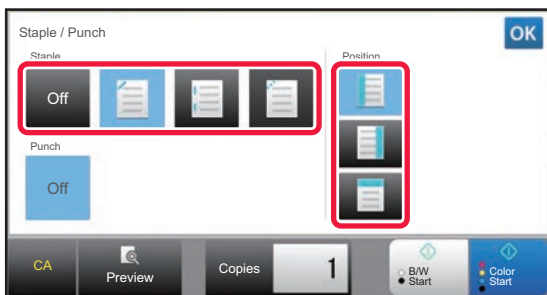 Staple / Punch
OK
Staple
Position
Off
Punch
Off
CA
Preview
Copies
1
B/W
Start
Color
Start